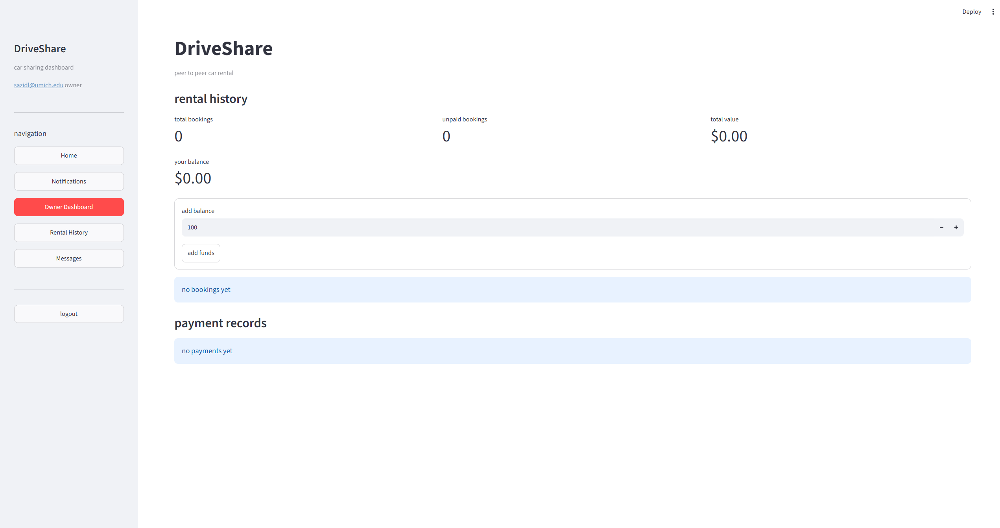 Deploy
DriveShare
car sharing dashboard
sazidl@umich.edu owner
navigation
Home
Notifications
Owner Dashboard
Rental History
Messages
logout
DriveShare
peer to peer car rental
rental history
total bookings
0
unpaid bookings
0
total value
$0.00
your balance
$0.00
add balance
100
add funds
no bookings yet
payment records
no payments yet